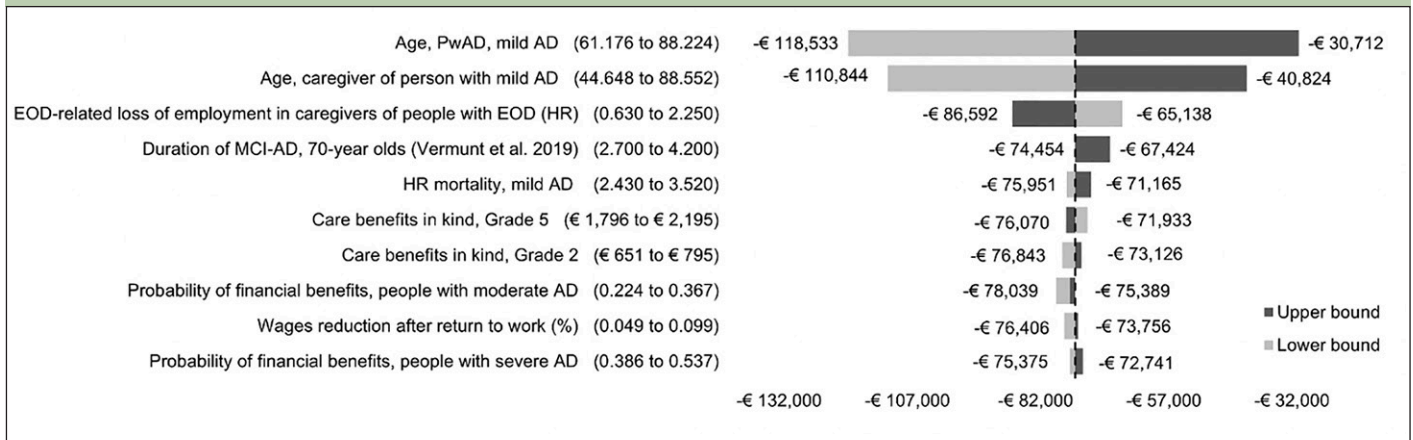 Age, PwAD, mild AD (61.176 to 88.224) -€ 118,533 -€ 30,712
Age, caregiver of person with mild AD (44.648 to 88.552) -€ 110,844 -€ 40,824
EOD-related loss of employment in caregivers of people with EOD (HR) (0.630 to 2.250) -€ 86,592 -€ 65,138
Duration of MCI-AD, 70-year olds (Vermunt et al. 2019) (2.700 to 4.200) -€ 74,454 -€ 67,424
HR mortality, mild AD (2.430 to 3.520) -€ 75,951 -€ 71,165
Care benefits in kind, Grade 5 (€ 1,796 to € 2,195) -€ 76,070 -€ 71,933
Care benefits in kind, Grade 2 (€ 651 to € 795) -€ 76,843 -€ 73,126
Probability of financial benefits, people with moderate AD (0.224 to 0.367) -€ 78,039 -€ 75,389
Upper bound
Wages reduction after return to work (%) (0.049 to 0.099) -€ 76,406 -€ 73,756
Lower bound
Probability of financial benefits, people with severe AD (0.386 to 0.537) -€ 75,375 -€ 72,741
-€ 132,000 -€ 107,000 -€ 82,000 -€ 57,000 -€ 32,000